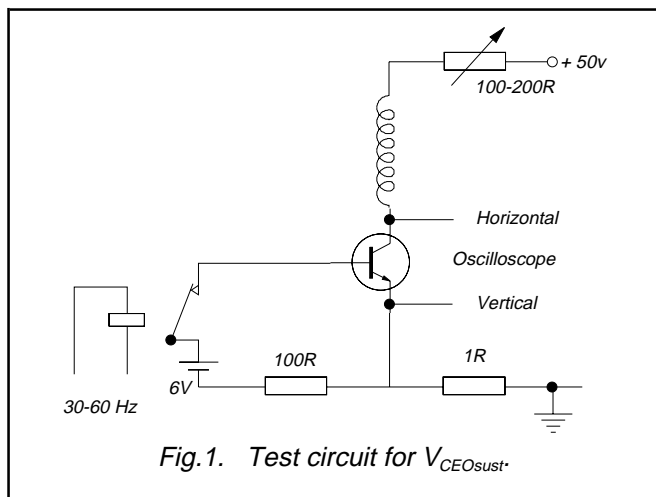 + 50v
100-200R
Horizontal
Oscilloscope
Vertical
100R
1R
6V
30-60 Hz
Fig.1. Test circuit for VCEOsust.